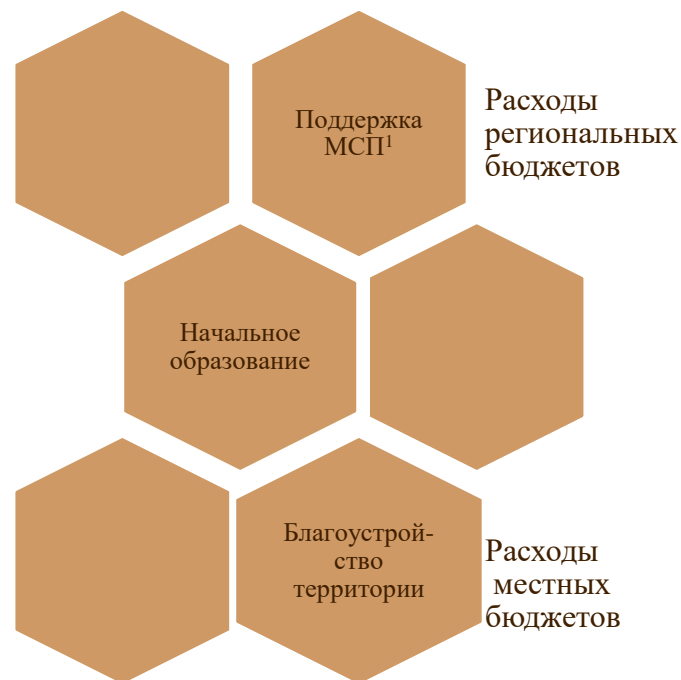 Поддержка
МСП¹
Расходы
региональных
бюджетов
Начальное
образование
Благоустрой-
ство
территории
Расходы
местных
бюджетов